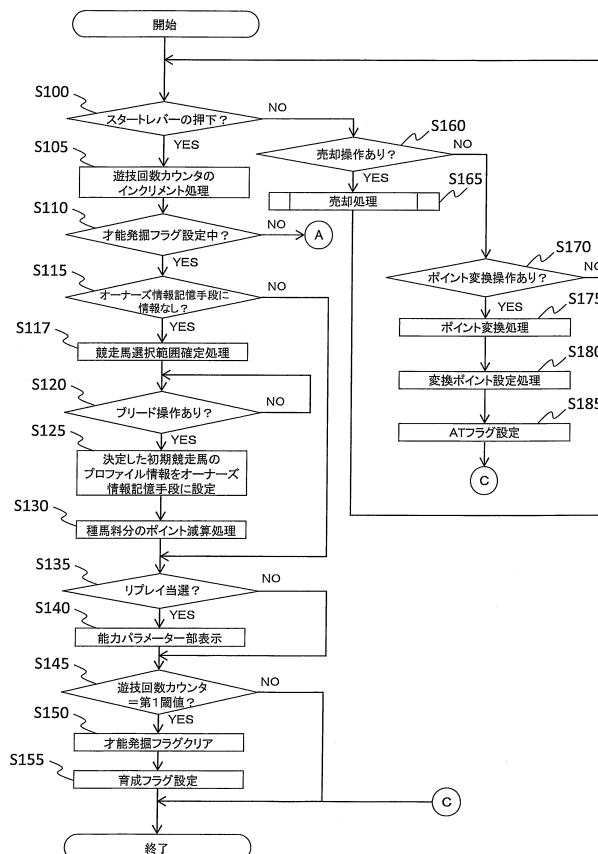 開始
S100
スタートレバーの押下？
NO
YES
S105
遊技回数カウンタの
インクリメント処理
S110
才能発掘フラグ設定中？
NO
A
YES
S115
オーナーズ情報記憶手段に
情報なし？
NO
YES
S117
競走馬選択範囲確定処理
S120
ブリード操作あり？
NO
YES
S125
決定した初期競走馬の
プロファイル情報をオーナーズ
情報記憶手段に設定
S130
種馬料分のポイント減算処理
S135
リプレイ当選？
NO
YES
S140
能力パラメーター部表示
S145
遊技回数カウンタ
＝第１閾値？
NO
YES
S150
才能発掘フラグクリア
S155
育成フラグ設定
C
終了
S160
売却操作あり？
NO
YES
S165
売却処理
S170
ポイント変換操作あり？
NO
YES
S175
ポイント変換処理
S180
変換ポイント設定処理
S185
ATフラグ設定
C